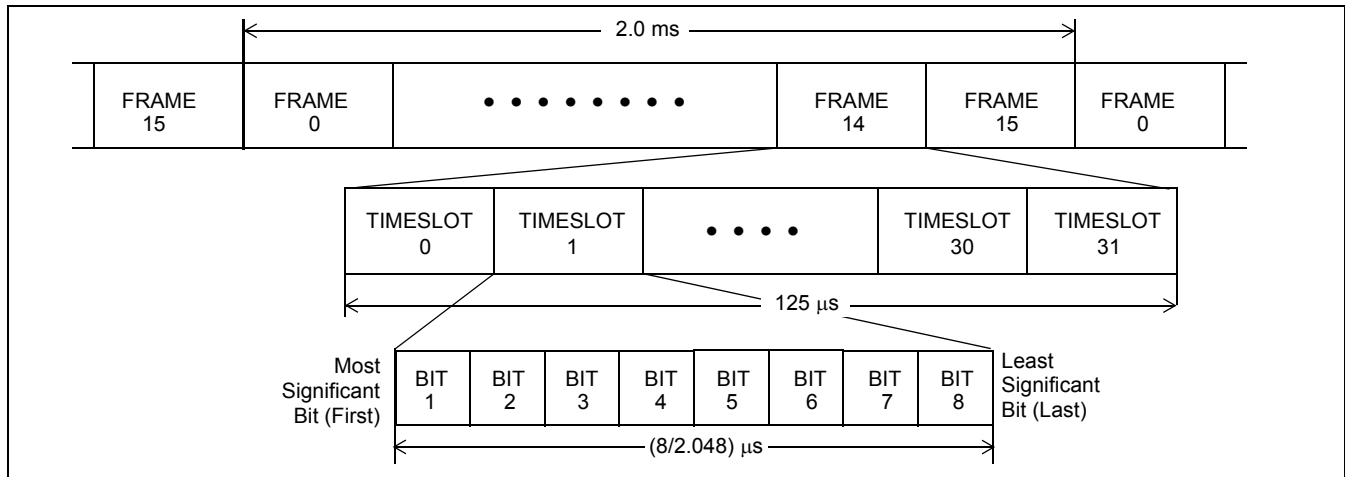 2.0 ms
FRAME 15
FRAME 0
• • • • • • • •
FRAME 14
FRAME 15
FRAME 0
TIMESLOT 0
TIMESLOT 1
• • • •
TIMESLOT 30
TIMESLOT 31
125 μs
Most
Significant
Bit (First)
BIT 1
BIT 2
BIT 3
BIT 4
BIT 5
BIT 6
BIT 7
BIT 8
Least
Significant
Bit (Last)
(8/2.048) μs